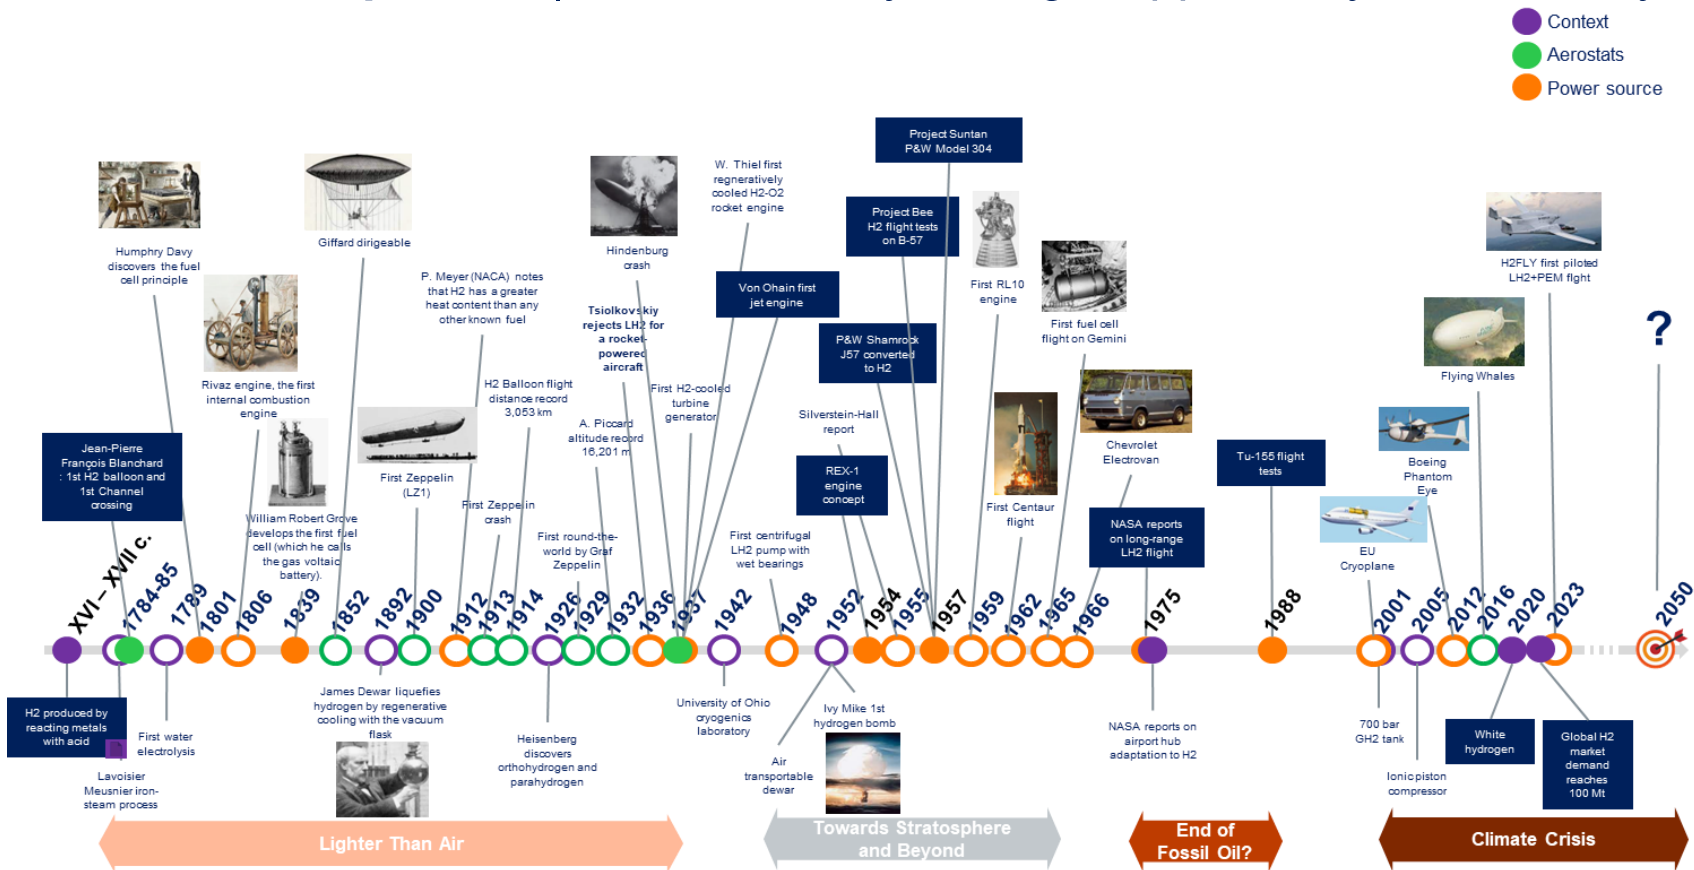 Context
Aerostats
Power source
Project Suntan
P&W Model 304
W. Thiel first
regneratively
cooled H2-O2
rocket engine
Project Bee
H2 flight tests
on B-57
Humphry Davy
discovers the fuel
cell principle
Giffard dirigeable
Hindenburg
crash
H2FLY first piloted
LH2+PEM flght
P. Meyer (NACA) notes
that H2 has a greater
heat content than any
other known fuel
Von Ohain first
jet engine
First RL10
engine
Tsiolkovskiy
rejects LH2 for
a rocket-
powered
aircraft
First fuel cell
flight on Gemini
?
P&W Shamrock
J57 converted
to H2
Rivaz engine, the first
internal combustion
engine
H2 Balloon flight
distance record
3,053 km
First H2-cooled
turbine
generator
Flying Whales
Silverstein-Hall
report
A. Piccard
altitude record
16,201 m
Chevrolet
Electrovan
Jean-Pierre
François Blanchard
: 1st H2 balloon and
1st Channel
crossing
Tu-155 flight
tests
First Zeppelin
(LZ1)
REX-1
engine
concept
Boeing
Phantom
Eye
First Zeppelin
crash
First Centaur
flight
William Robert Grove
develops the first fuel
cell (which he calls
the gas voltaic
battery).
NASA reports
on long-range
LH2 flight
First round-the-
world by Graf
Zeppelin
First centrifugal
LH2 pump with
wet bearings
EU
Cryoplane
XVI – XVII c.
1784-85
1789
1801
1806
1839
1852
1892
1900
1912
1913
1914
1926
1929
1932
1936
1937
1942
1948
1952
1954
1955
1957
1959
1962
1965
1966
1975
1988
2001
2005
2012
2016
2020
2023
2050
H2 produced by
reacting metals
with acid
First water
electrolysis
Lavoisier
Meusnier iron-
steam process
James Dewar liquefies
hydrogen by regenerative
cooling with the vacuum
flask
Heisenberg
discovers
orthohydrogen and
parahydrogen
University of Ohio
cryogenics
laboratory
Air
transportable
dewar
Ivy Mike 1st
hydrogen bomb
NASA reports on
airport hub
adaptation to H2
700 bar
GH2 tank
Ionic piston
compressor
White
hydrogen
Global H2
market
demand
reaches
100 Mt
Lighter Than Air
Towards Stratosphere
and Beyond
End of
Fossil Oil?
Climate Crisis